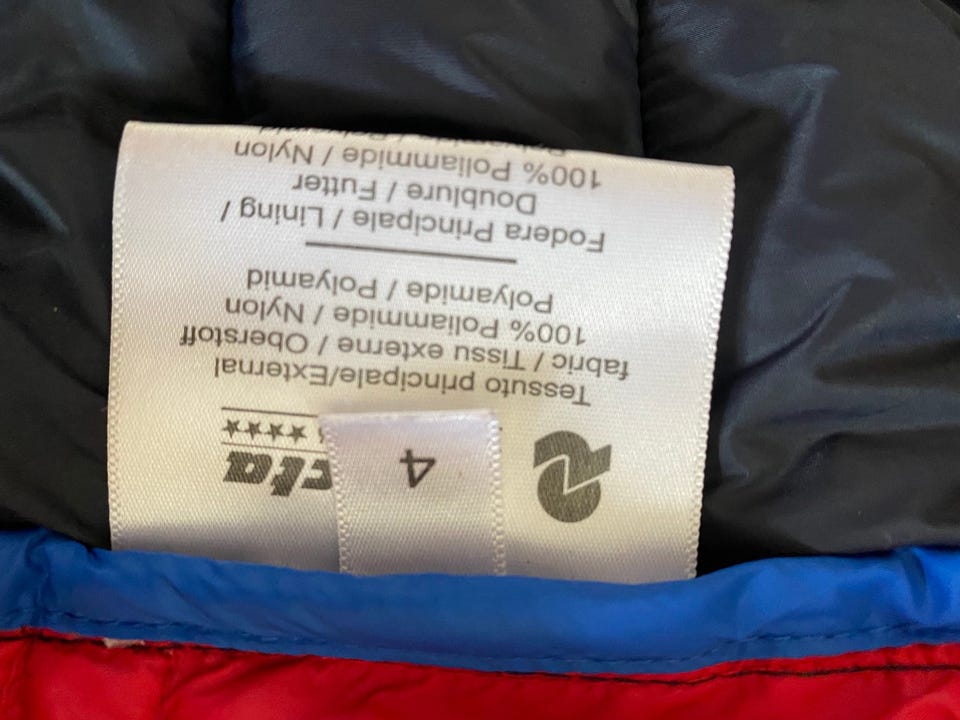 cta
4
Tessuto principale/External
fabric / Tissu externe / Oberstoff
100% Poliammide / Nylon
Polyamide / Polyamid
Fodera Principale / Lining /
Doublure / Futter
100% Poliammide / Nylon